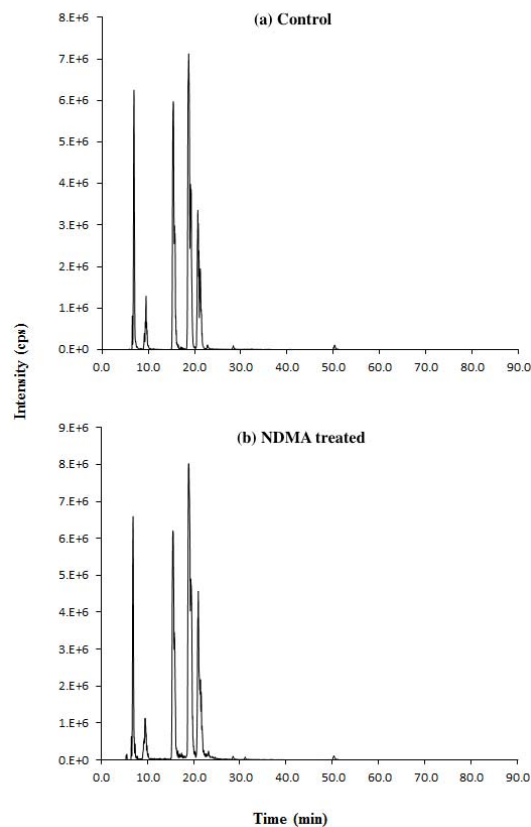 (a) Control
8.E+6
7.E+6
6.E+6
5.E+6
4.E+6
3.E+6
2.E+6
1.E+6
0.E+0
0.0 10.0 20.0 30.0 40.0 50.0 60.0 70.0 80.0 90.0
Intensity (cps)
(b) NDMA treated
9.E+6
8.E+6
7.E+6
6.E+6
5.E+6
4.E+6
3.E+6
2.E+6
1.E+6
0.E+0
0.0 10.0 20.0 30.0 40.0 50.0 60.0 70.0 80.0 90.0
Time (min)